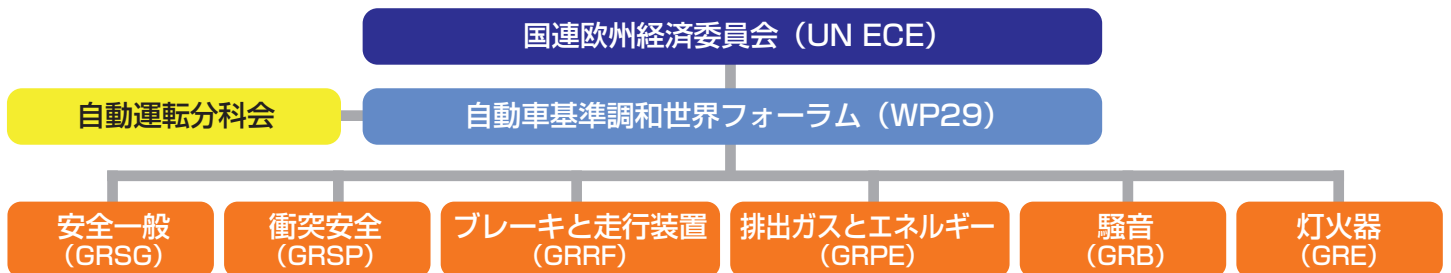 国連欧州経済委員会（UN ECE）
自動運転分科会
自動車基準調和世界フォーラム（WP29）
安全一般
（GRSG）
衝突安全
（GRSP）
ブレーキと走行装置
（GRRF）
排出ガスとエネルギー
（GRPE）
騒音
（GRB）
灯火器
（GRE）